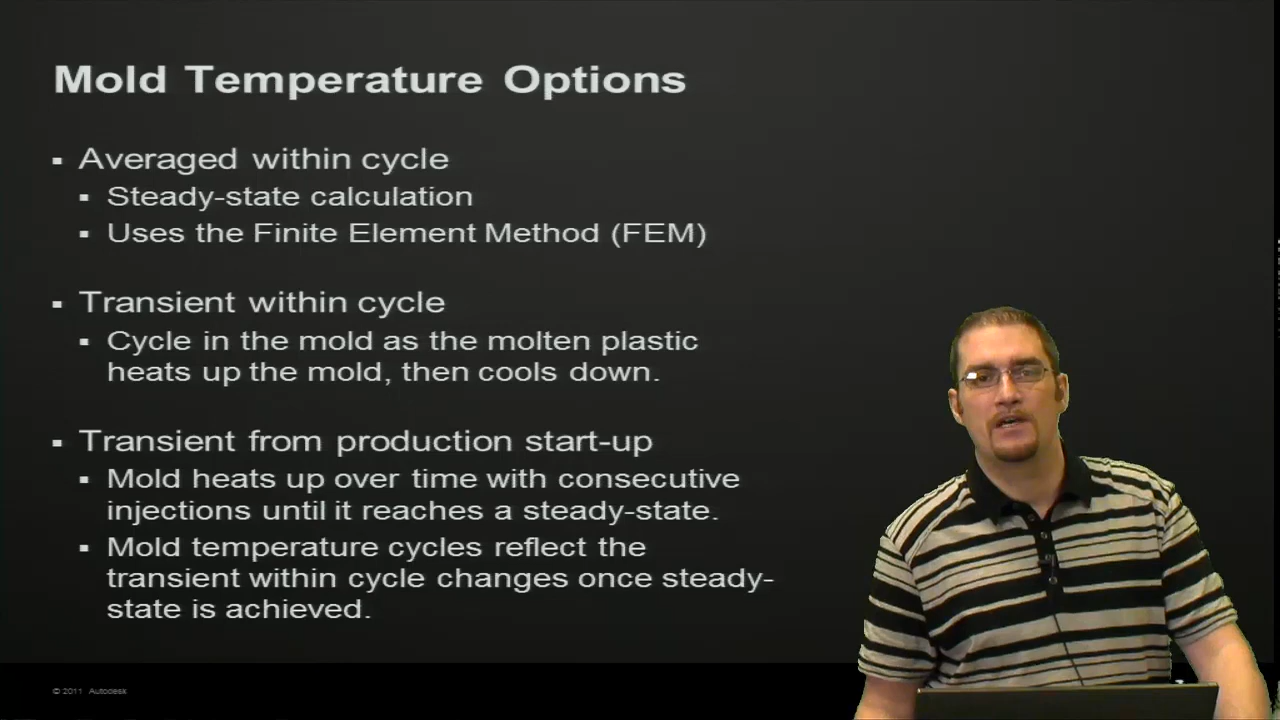 Mold Temperature Options
▪ Averaged within cycle
▪ Steady-state calculation
▪ Uses the Finite Element Method (FEM)
▪ Transient within cycle
▪ Cycle in the mold as the molten plastic
heats up the mold, then cools down.
▪ Transient from production start-up
▪ Mold heats up over time with consecutive
injections until it reaches a steady-state.
▪ Mold temperature cycles reflect the
transient within cycle changes once steady-
state is achieved.
© 2011 Autodesk